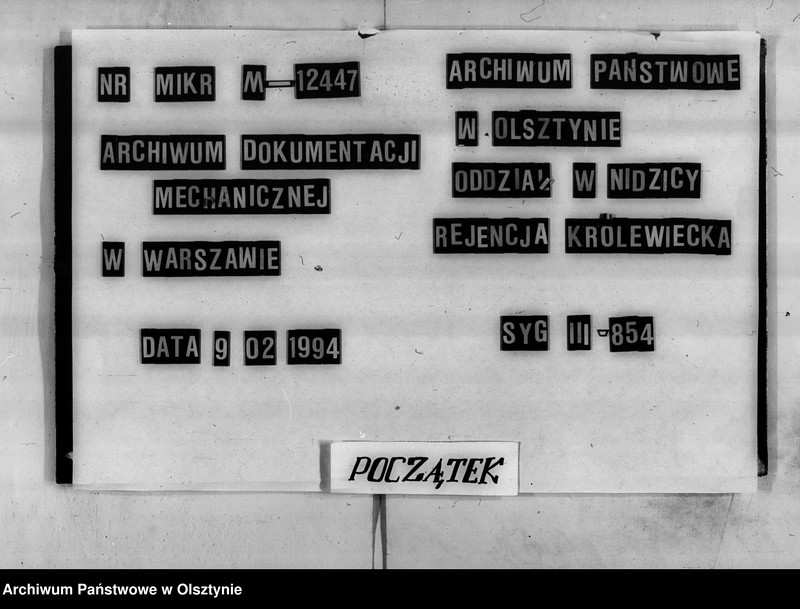 NR MIKR M-12447
ARCHIWUM DOKUMENTACJI
MECHANICZNEJ
W WARSZAWIE
DATA 9 02 1994
ARCHIWUM PAŃSTWOWE
W OLSZTYNIE
ODDZIAŁ W NIDZICY
REJENCJA KRÓLEWIECKA
SYG III-854
POCZĄTEK
Archiwum Państwowe w Olsztynie